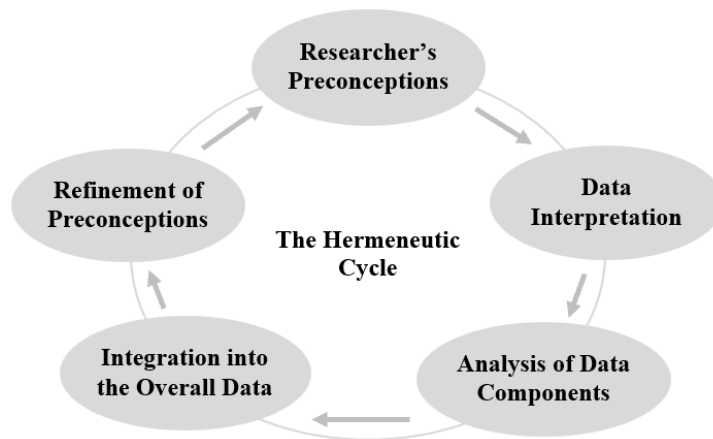 Researcher’s
Preconceptions
Data
Interpretation
Analysis of Data
Components
Integration into
the Overall Data
Refinement of
Preconceptions
The Hermeneutic
Cycle